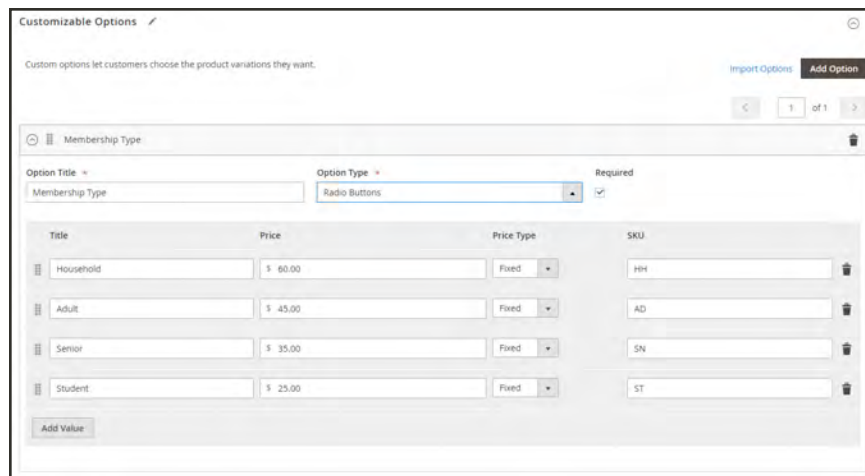 Customizable Options
Custom options let customers choose the product variations they want.
Import Options Add Option
1 of 1
Membership Type
Option Title * Option Type * Required
Membership Type Radio Buttons
Title Price Price Type SKU
Household $ 60.00 Fixed HH
Adult $ 45.00 Fixed AD
Senior $ 35.00 Fixed SN
Student $ 25.00 Fixed ST
Add Value